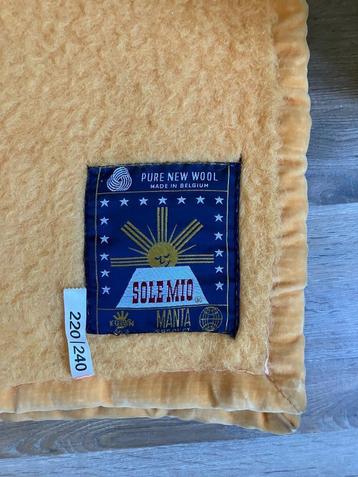 PURE NEW WOOL
MADE IN BELGIUM
SOLE MIO
MANTA
220/240